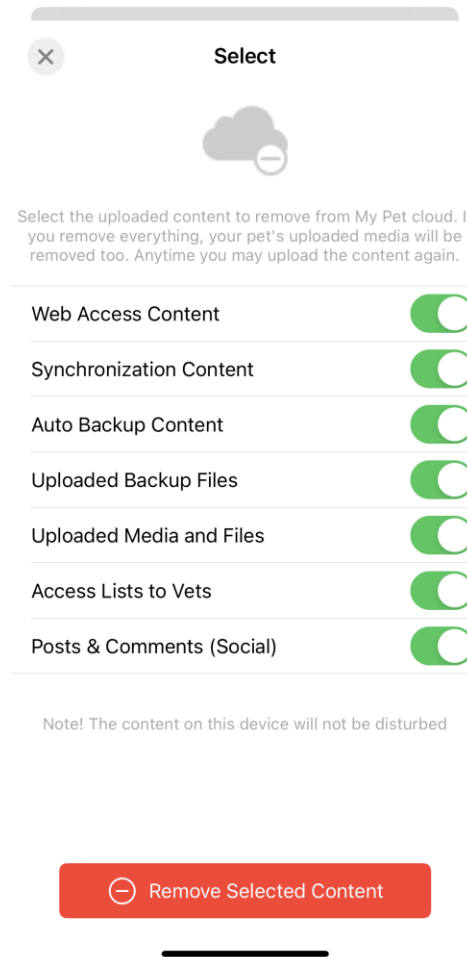 Select
Select the uploaded content to remove from My Pet cloud. I
you remove everything, your pet's uploaded media will be
removed too. Anytime you may upload the content again.
Web Access Content
Synchronization Content
Auto Backup Content
Uploaded Backup Files
Uploaded Media and Files
Access Lists to Vets
Posts & Comments (Social)
Note! The content on this device will not be disturbed
Remove Selected Content